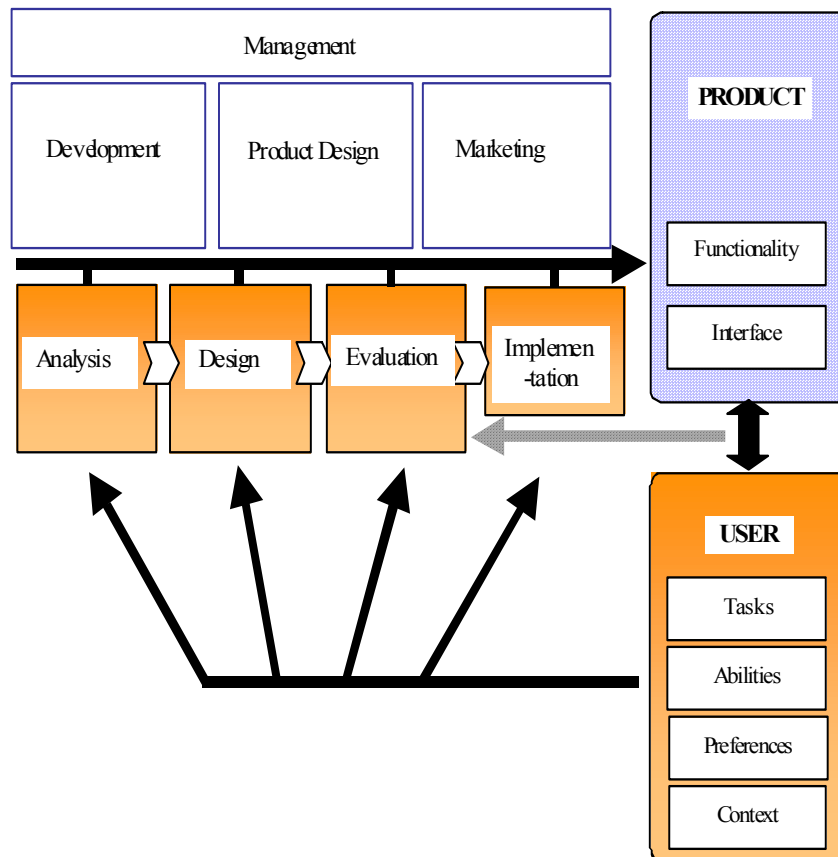 Management
Development
Product Design
Marketing
PRODUCT
Functionality
Interface
Analysis
Design
Evaluation
Implemen
-tation
USER
Tasks
Abilities
Preferences
Context